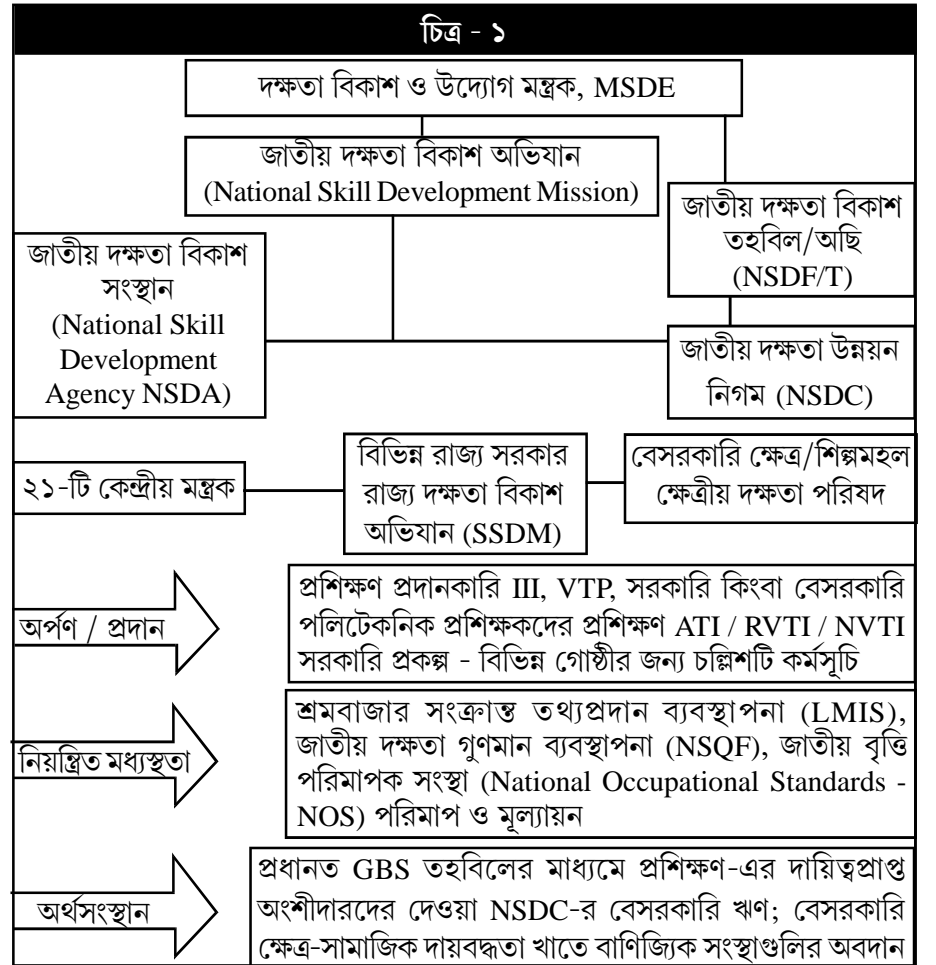 চিত্র - ১
দক্ষতা বিকাশ ও উদ্যোগ মন্ত্রক, MSDE
জাতীয় দক্ষতা বিকাশ অভিযান
(National Skill Development Mission)
জাতীয় দক্ষতা বিকাশ
তহবিল/অছি
(NSDF/T)
জাতীয় দক্ষতা বিকাশ
সংস্থান
(National Skill
Development
Agency NSDA)
জাতীয় দক্ষতা উন্নয়ন
নিগম (NSDC)
২১-টি কেন্দ্রীয় মন্ত্রক
বিভিন্ন রাজ্য সরকার
রাজ্য দক্ষতা বিকাশ
অভিযান (SSDM)
বেসরকারি ক্ষেত্র/শিল্পমহল
ক্ষেত্রীয় দক্ষতা পরিষদ
অর্পণ / প্রদান
প্রশিক্ষণ প্রদানকারি III, VTP, সরকারি কিংবা বেসরকারি
পলিটেকনিক প্রশিক্ষকদের প্রশিক্ষণ ATI / RVTI / NVTI
সরকারি প্রকল্প - বিভিন্ন গোষ্ঠীর জন্য চল্লিশটি কর্মসূচি
নিয়ন্ত্রিত মধ্যস্থতা
শ্রমবাজার সংক্রান্ত তথ্যপ্রদান ব্যবস্থাপনা (LMIS),
জাতীয় দক্ষতা গুণমান ব্যবস্থাপনা (NSQF), জাতীয় বৃত্তি
পরিমাপক সংস্থা (National Occupational Standards -
NOS) পরিমাপ ও মূল্যায়ন
অর্থসংস্থান
প্রধানত GBS তহবিলের মাধ্যমে প্রশিক্ষণ-এর দায়িত্বপ্রাপ্ত
অংশীদারদের দেওয়া NSDC-র বেসরকারি ঋণ; বেসরকারি
ক্ষেত্র-সামাজিক দায়বদ্ধতা খাতে বাণিজ্যিক সংস্থাগুলির অবদান